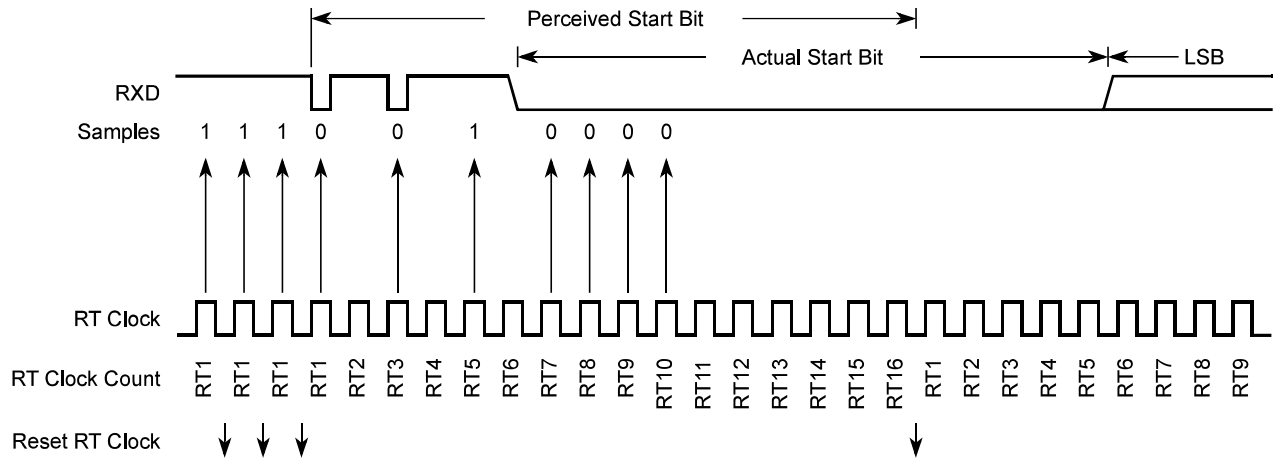 Perceived Start Bit
Actual Start Bit LSB
RXD
Samples 1 1 1 0 0 1 0 0 0 0
RT Clock
RT Clock Count RT1 RT1 RT1 RT1 RT2 RT3 RT4 RT5 RT6 RT7 RT8 RT9 RT10 RT11 RT12 RT13 RT14 RT15 RT16 RT1 RT2 RT3 RT4 RT5 RT6 RT7 RT8 RT9
Reset RT Clock